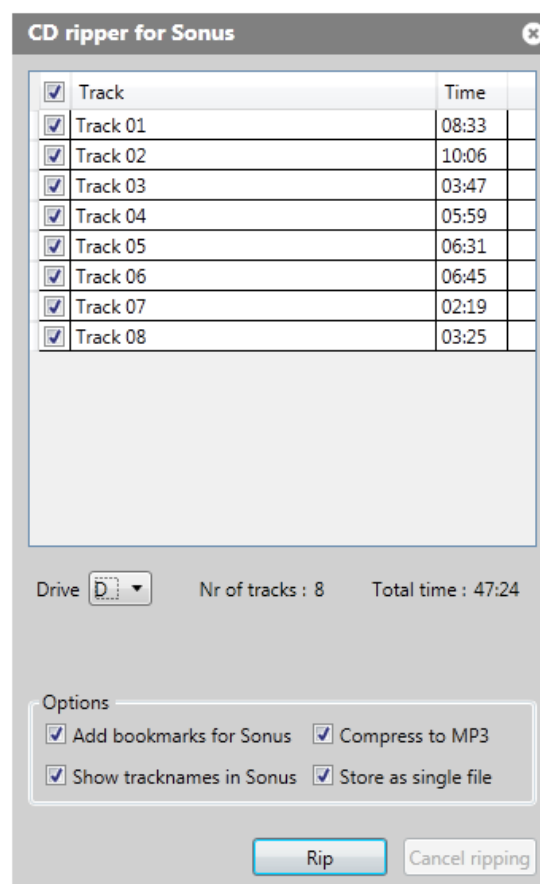 CD ripper for Sonus
Track Time
Track 01 08:33
Track 02 10:06
Track 03 03:47
Track 04 05:59
Track 05 06:31
Track 06 06:45
Track 07 02:19
Track 08 03:25
Drive D Nr of tracks : 8 Total time : 47:24
Options
Add bookmarks for Sonus Compress to MP3
Show tracknames in Sonus Store as single file
Rip Cancel ripping